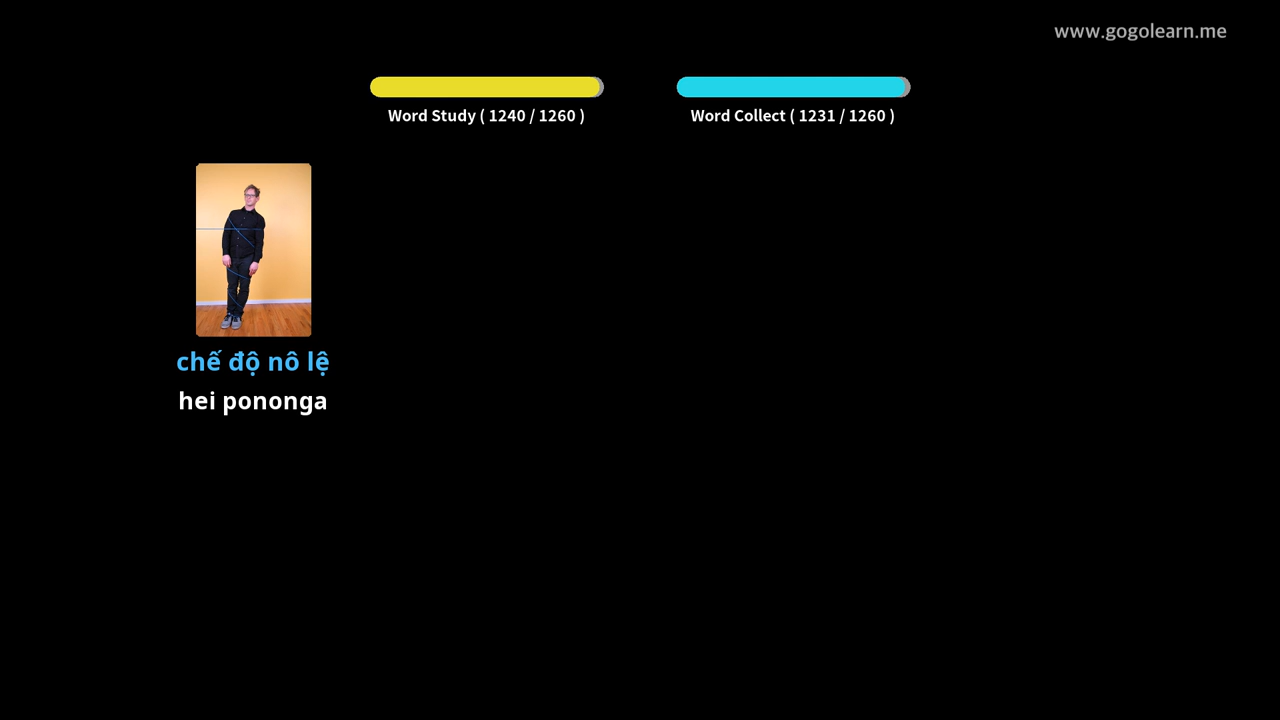 www.gogolearn.me
Word Study ( 1240 / 1260 )
Word Collect ( 1231 / 1260 )
chế độ nô lệ
hei pononga